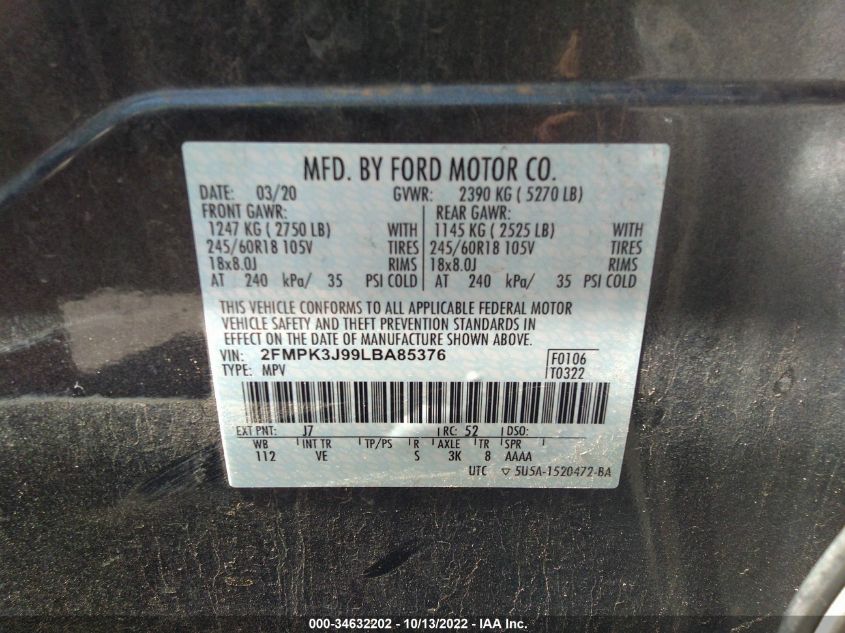 MFD. BY FORD MOTOR CO.
DATE: 03/20 GVWR: 2390 KG ( 5270 LB)
FRONT GAWR: REAR GAWR:
1247 KG ( 2750 LB) WITH 1145 KG ( 2525 LB) WITH
245/60R18 105V TIRES 245/60R18 105V TIRES
18x8.0J RIMS 18x8.0J RIMS
AT 240 kPa/ 35 PSI COLD AT 240 kPa/ 35 PSI COLD
THIS VEHICLE CONFORMS TO ALL APPLICABLE FEDERAL MOTOR
VEHICLE SAFETY AND THEFT PREVENTION STANDARDS IN
EFFECT ON THE DATE OF MANUFACTURE SHOWN ABOVE.
VIN: 2FMPK3J99LBA85376 F0106
TYPE: MPV T0322
EXT PNT: J7 RC: 52 DSO:
WB INT TR TP/PS R AXLE TR SPR
112 VE S 3K 8 AAAA
UTC ▽ 5U5A-1520472-BA
000-34632202 - 10/13/2022 - IAA Inc.